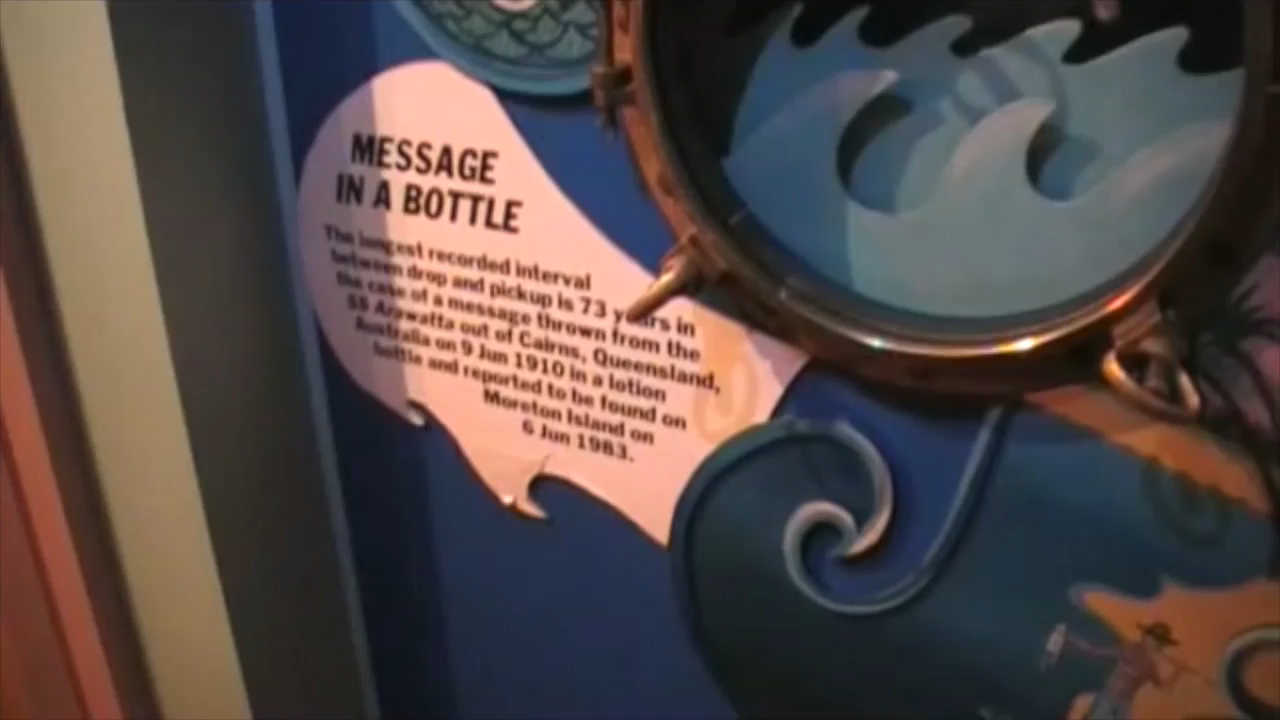 MESSAGE
IN A BOTTLE
The longest recorded interval
between drop and pickup is 73 years in
the case of a message thrown from the
SS Arawatta out of Cairns, Queensland,
Australia on 9 Jun 1910 in a lotion
bottle and reported to be found on
Moreton Island on
6 Jun 1983.